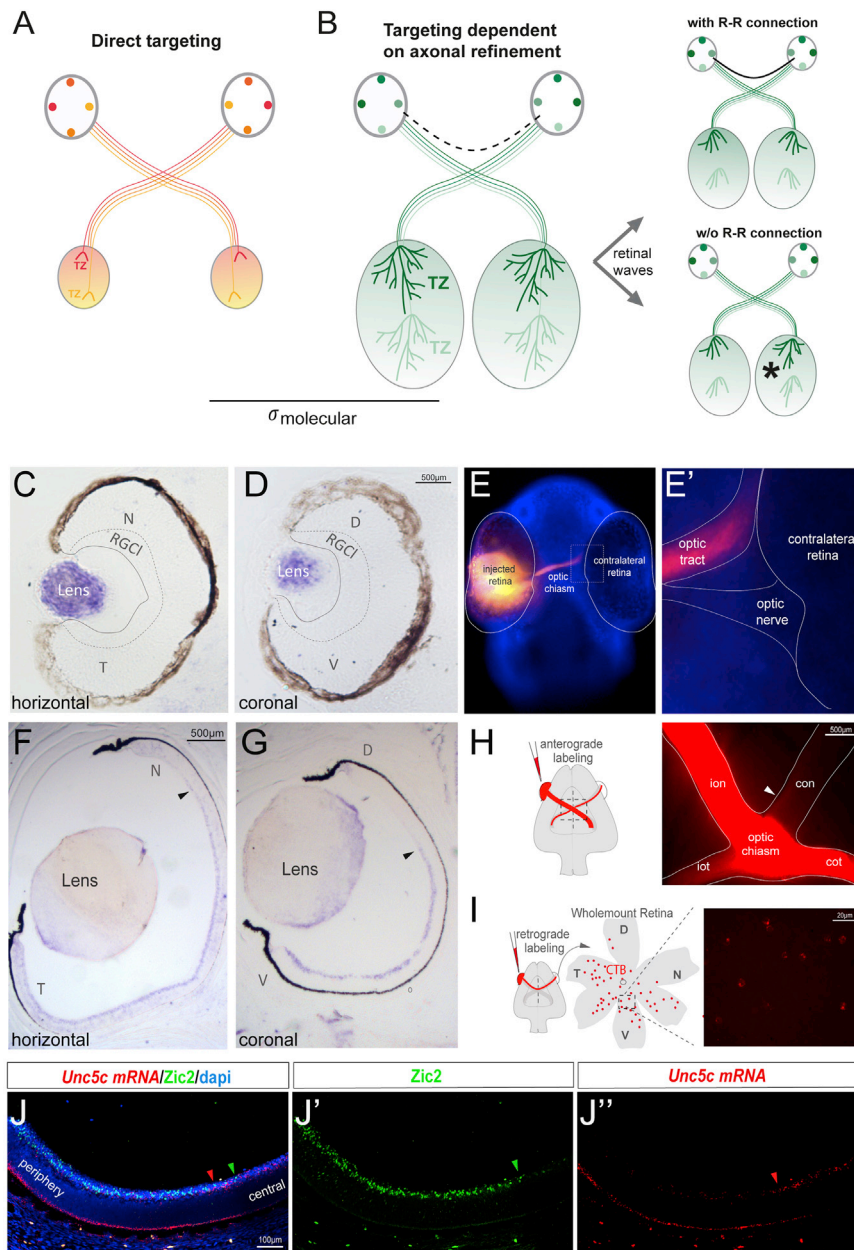 A
Direct targeting
TZ
TZ
B
Targeting dependent
on axonal refinement
TZ
TZ
retinal
waves
with R-R connection
w/o R-R connection
*
σmolecular
C
N
RGCl
Lens
T
horizontal
D
500µm
D
RGCl
Lens
V
coronal
E
injected
retina
optic
chiasm
contralateral
retina
E’
optic
tract
contralateral
retina
optic
nerve
F
500µm
N
Lens
T
horizontal
G
D
Lens
V
coronal
H
anterograde
labeling
500µm
ion
con
optic
chiasm
iot
cot
I
retrograde
labeling
Wholemount Retina
D
T
CTB
N
V
20µm
Unc5c mRNA/Zic2/dapi
Zic2
Unc5c mRNA
J
periphery
central
100µm
J’
J’’